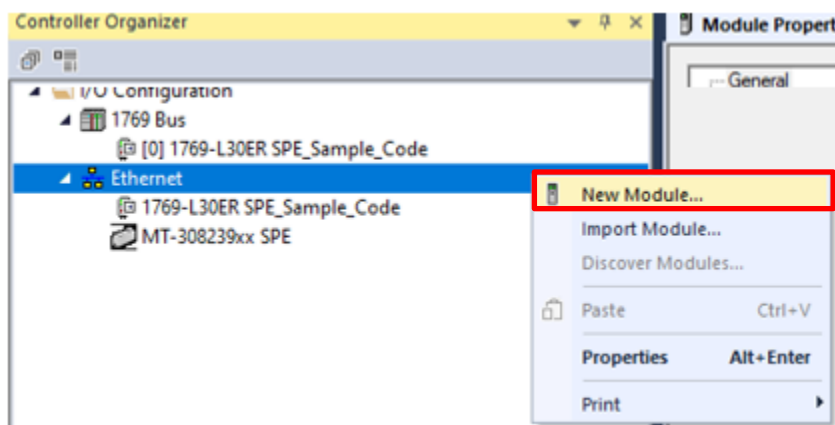 Controller Organizer
Module Propert
General
I/O Configuration
1769 Bus
[0] 1769-L30ER SPE_Sample_Code
Ethernet
1769-L30ER SPE_Sample_Code
MT-308239xx SPE
New Module...
Import Module...
Discover Modules...
Paste Ctrl+V
Properties Alt+Enter
Print